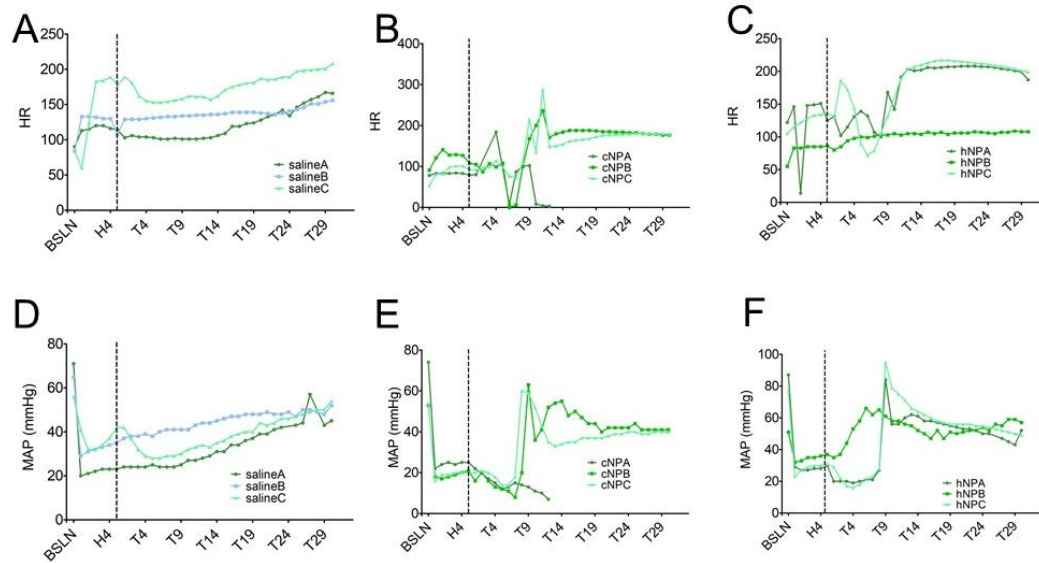 A
250
200
150
100
50
0
HR
BSLN
H4
T4
T9
T14
T19
T24
T29
salineA
salineB
salineC
B
400
300
200
100
0
HR
BSLN
H4
T4
T9
T14
T19
T24
T29
cNPA
cNPB
cNPC
C
250
200
150
100
50
0
HR
BSLN
H4
T4
T9
T14
T19
T24
T29
hNPA
hNPB
hNPC
D
80
60
40
20
0
MAP (mmHg)
BSLN
H4
T4
T9
T14
T19
T24
T29
salineA
salineB
salineC
E
80
60
40
20
0
MAP (mmHg)
BSLN
H4
T4
T9
T14
T19
T24
T29
cNPA
cNPB
cNPC
F
100
80
60
40
20
0
MAP (mmHg)
BSLN
H4
T4
T9
T14
T19
T24
T29
hNPA
hNPB
hNPC